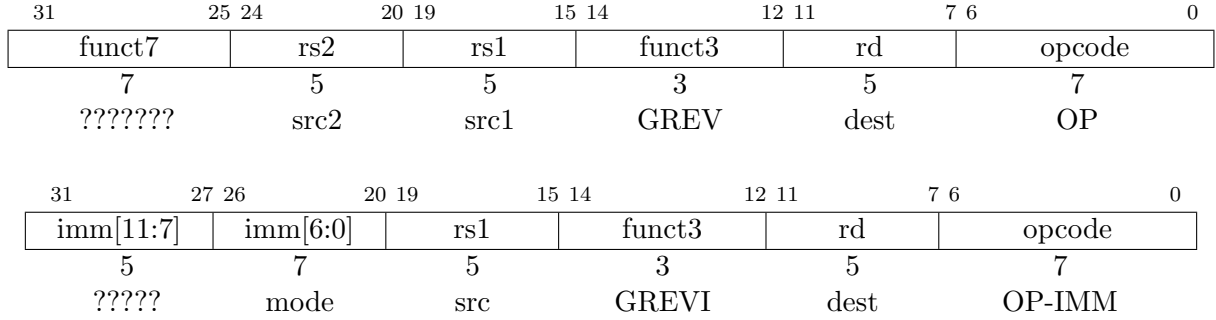 31 25 24 20 19 15 14 12 11 7 6 0
funct7 rs2 rs1 funct3 rd opcode
7 5 5 3 5 7
??????? src2 src1 GREV dest OP
31 27 26 20 19 15 14 12 11 7 6 0
imm[11:7] imm[6:0] rs1 funct3 rd opcode
5 7 5 3 5 7
????? mode src GREVI dest OP-IMM